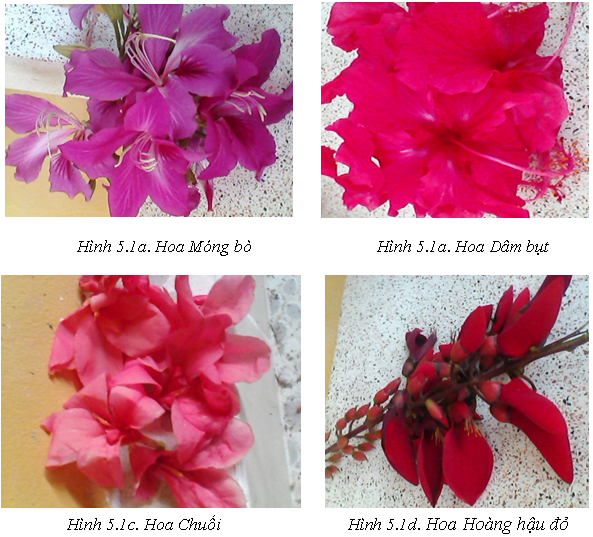 Hình 5.1a. Hoa Móng bò
Hình 5.1a. Hoa Dâm bụt
Hình 5.1c. Hoa Chuối
Hình 5.1d. Hoa Hoàng hậu đỏ